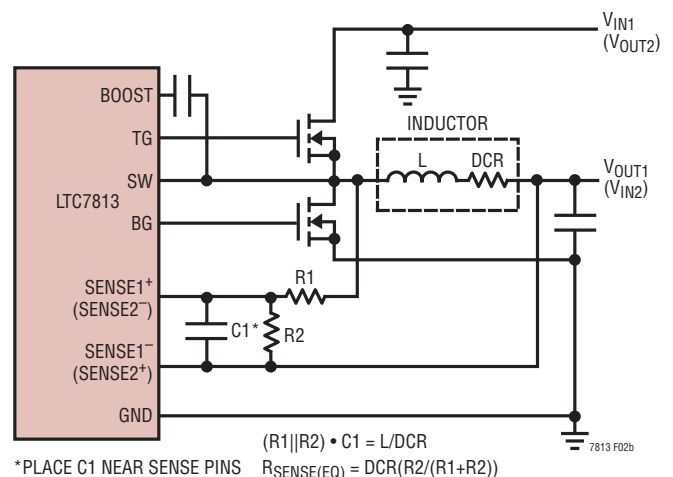 V_IN1
(V_OUT2)
BOOST
TG
INDUCTOR
L
DCR
SW
V_OUT1
(V_IN2)
LTC7813
BG
R1
SENSE1⁺
(SENSE2⁻)
C1*
R2
SENSE1⁻
(SENSE2⁺)
GND
(R1||R2) • C1 = L/DCR
7813 F02b
*PLACE C1 NEAR SENSE PINS
R_SENSE(EQ) = DCR(R2/(R1+R2))